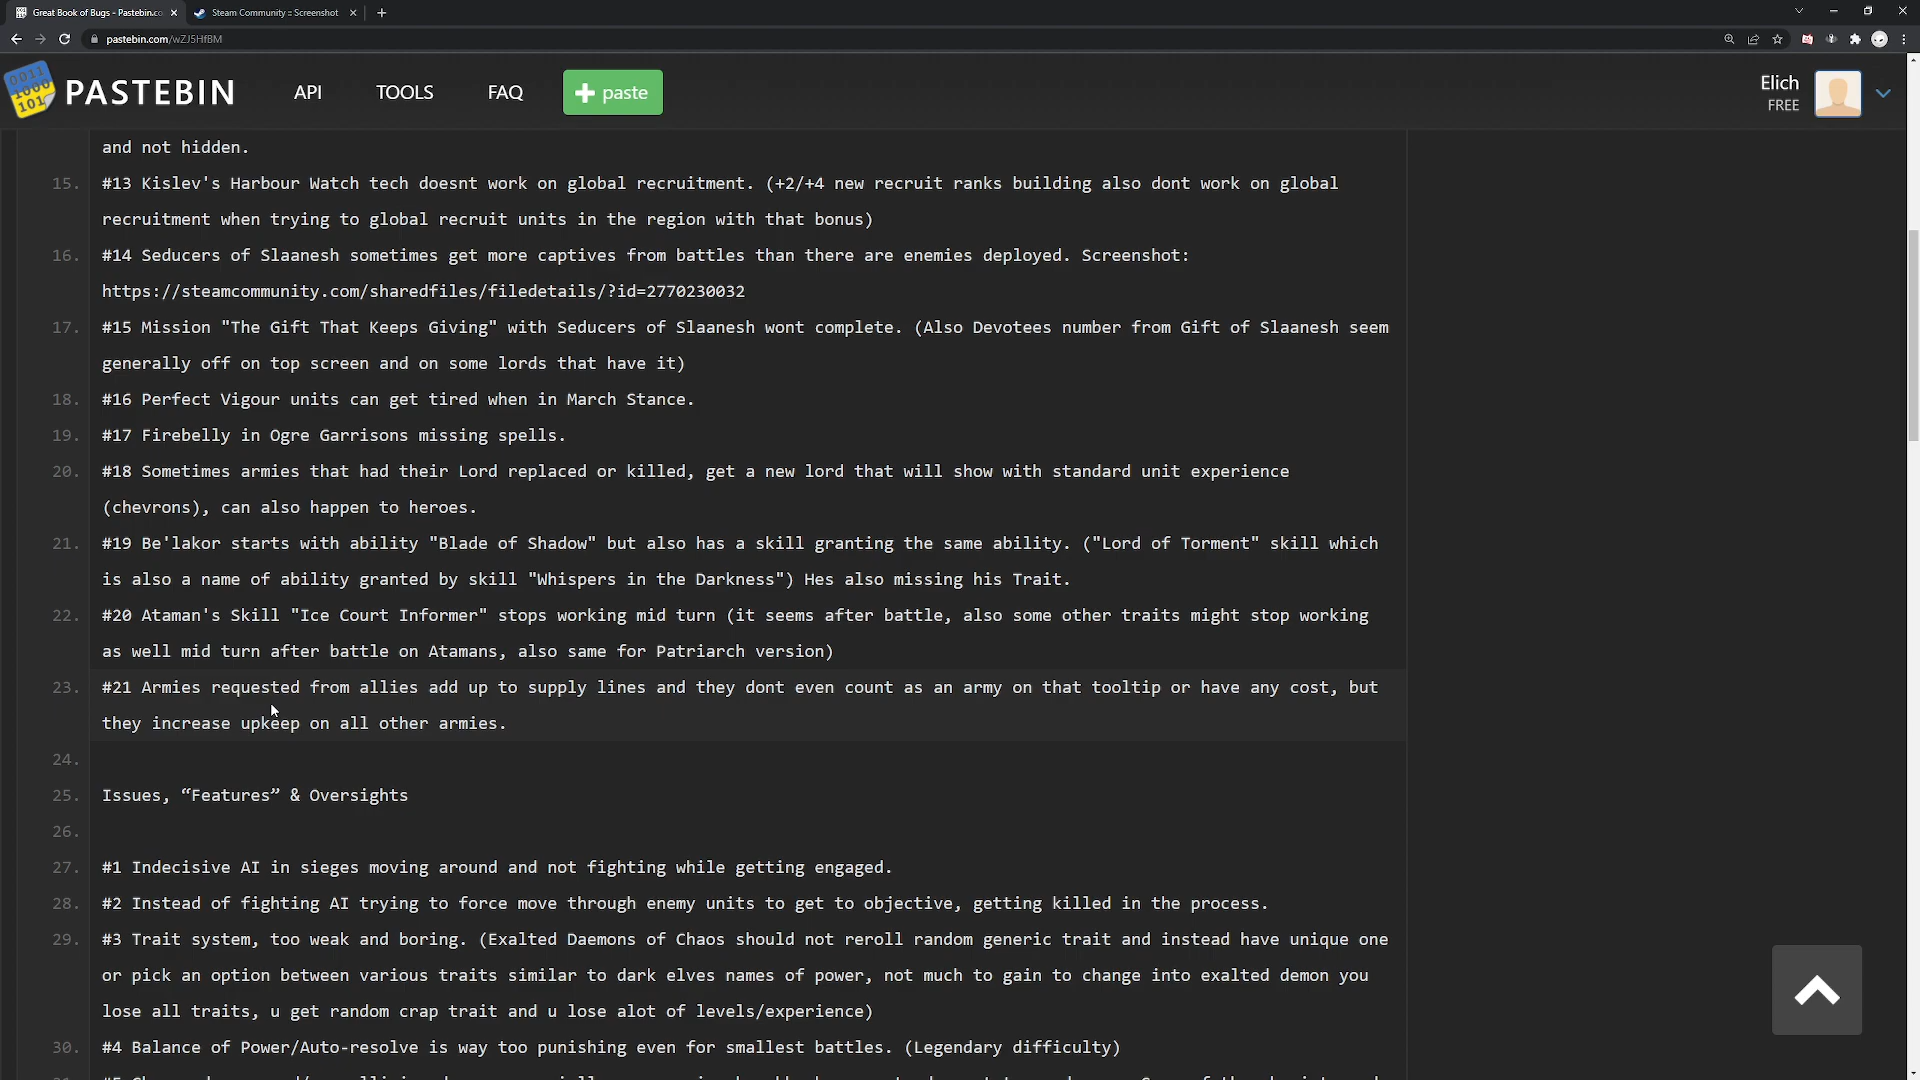 Great Book of Bugs - Pastebin.co
Steam Community :: Screenshot
pastebin.com/wZJ5HfBM
0011
1000
101
PASTEBIN
API
TOOLS
FAQ
paste
Elich
FREE
and not hidden.
15. #13 Kislev's Harbour Watch tech doesnt work on global recruitment. (+2/+4 new recruit ranks building also dont work on global
recruitment when trying to global recruit units in the region with that bonus)
16. #14 Seducers of Slaanesh sometimes get more captives from battles than there are enemies deployed. Screenshot:
https://steamcommunity.com/sharedfiles/filedetails/?id=2770230032
17. #15 Mission "The Gift That Keeps Giving" with Seducers of Slaanesh wont complete. (Also Devotees number from Gift of Slaanesh seem
generally off on top screen and on some lords that have it)
18. #16 Perfect Vigour units can get tired when in March Stance.
19. #17 Firebelly in Ogre Garrisons missing spells.
20. #18 Sometimes armies that had their Lord replaced or killed, get a new lord that will show with standard unit experience
(chevrons), can also happen to heroes.
21. #19 Be'lakor starts with ability "Blade of Shadow" but also has a skill granting the same ability. ("Lord of Torment" skill which
is also a name of ability granted by skill "Whispers in the Darkness") Hes also missing his Trait.
22. #20 Ataman's Skill "Ice Court Informer" stops working mid turn (it seems after battle, also some other traits might stop working
as well mid turn after battle on Atamans, also same for Patriarch version)
23. #21 Armies requested from allies add up to supply lines and they dont even count as an army on that tooltip or have any cost, but
they increase upkeep on all other armies.
24.
25. Issues, “Features” & Oversights
26.
27. #1 Indecisive AI in sieges moving around and not fighting while getting engaged.
28. #2 Instead of fighting AI trying to force move through enemy units to get to objective, getting killed in the process.
29. #3 Trait system, too weak and boring. (Exalted Daemons of Chaos should not reroll random generic trait and instead have unique one
or pick an option between various traits similar to dark elves names of power, not much to gain to change into exalted demon you
lose all traits, u get random crap trait and u lose alot of levels/experience)
30. #4 Balance of Power/Auto-resolve is way too punishing even for smallest battles. (Legendary difficulty)